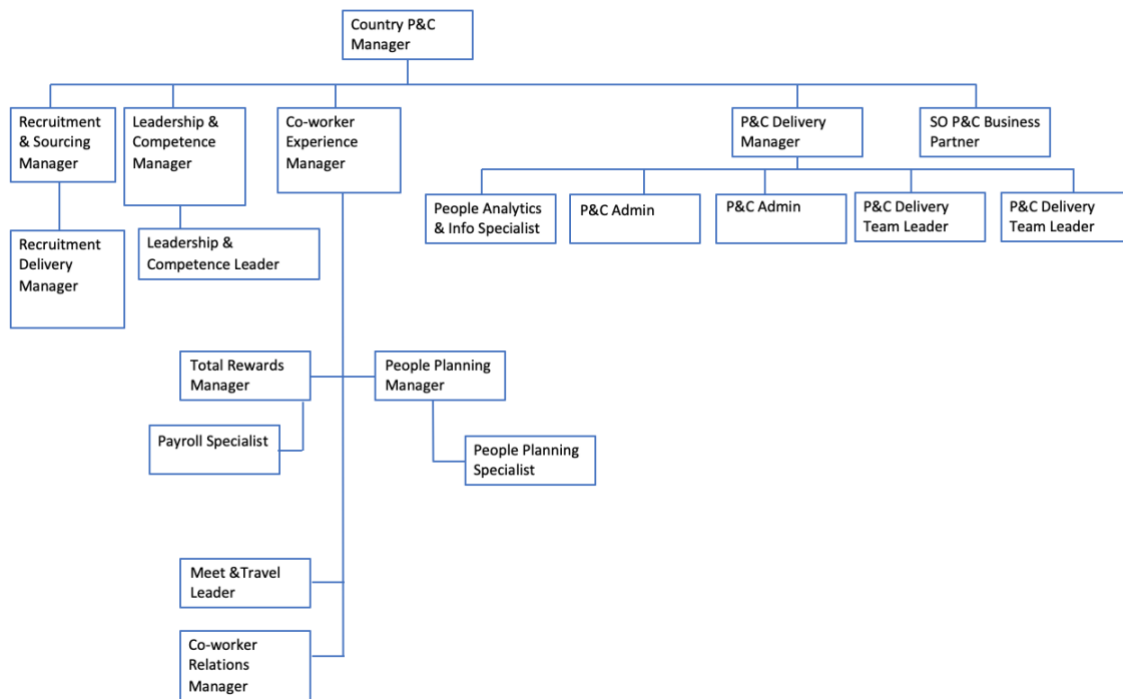 Country P&C
Manager
Recruitment
& Sourcing
Manager
Leadership &
Competence
Manager
Co-worker
Experience
Manager
P&C Delivery
Manager
SO P&C Business
Partner
People Analytics
& Info Specialist
P&C Admin
P&C Admin
P&C Delivery
Team Leader
P&C Delivery
Team Leader
Recruitment
Delivery
Manager
Leadership &
Competence Leader
Total Rewards
Manager
People Planning
Manager
Payroll Specialist
People Planning
Specialist
Meet &Travel
Leader
Co-worker
Relations
Manager